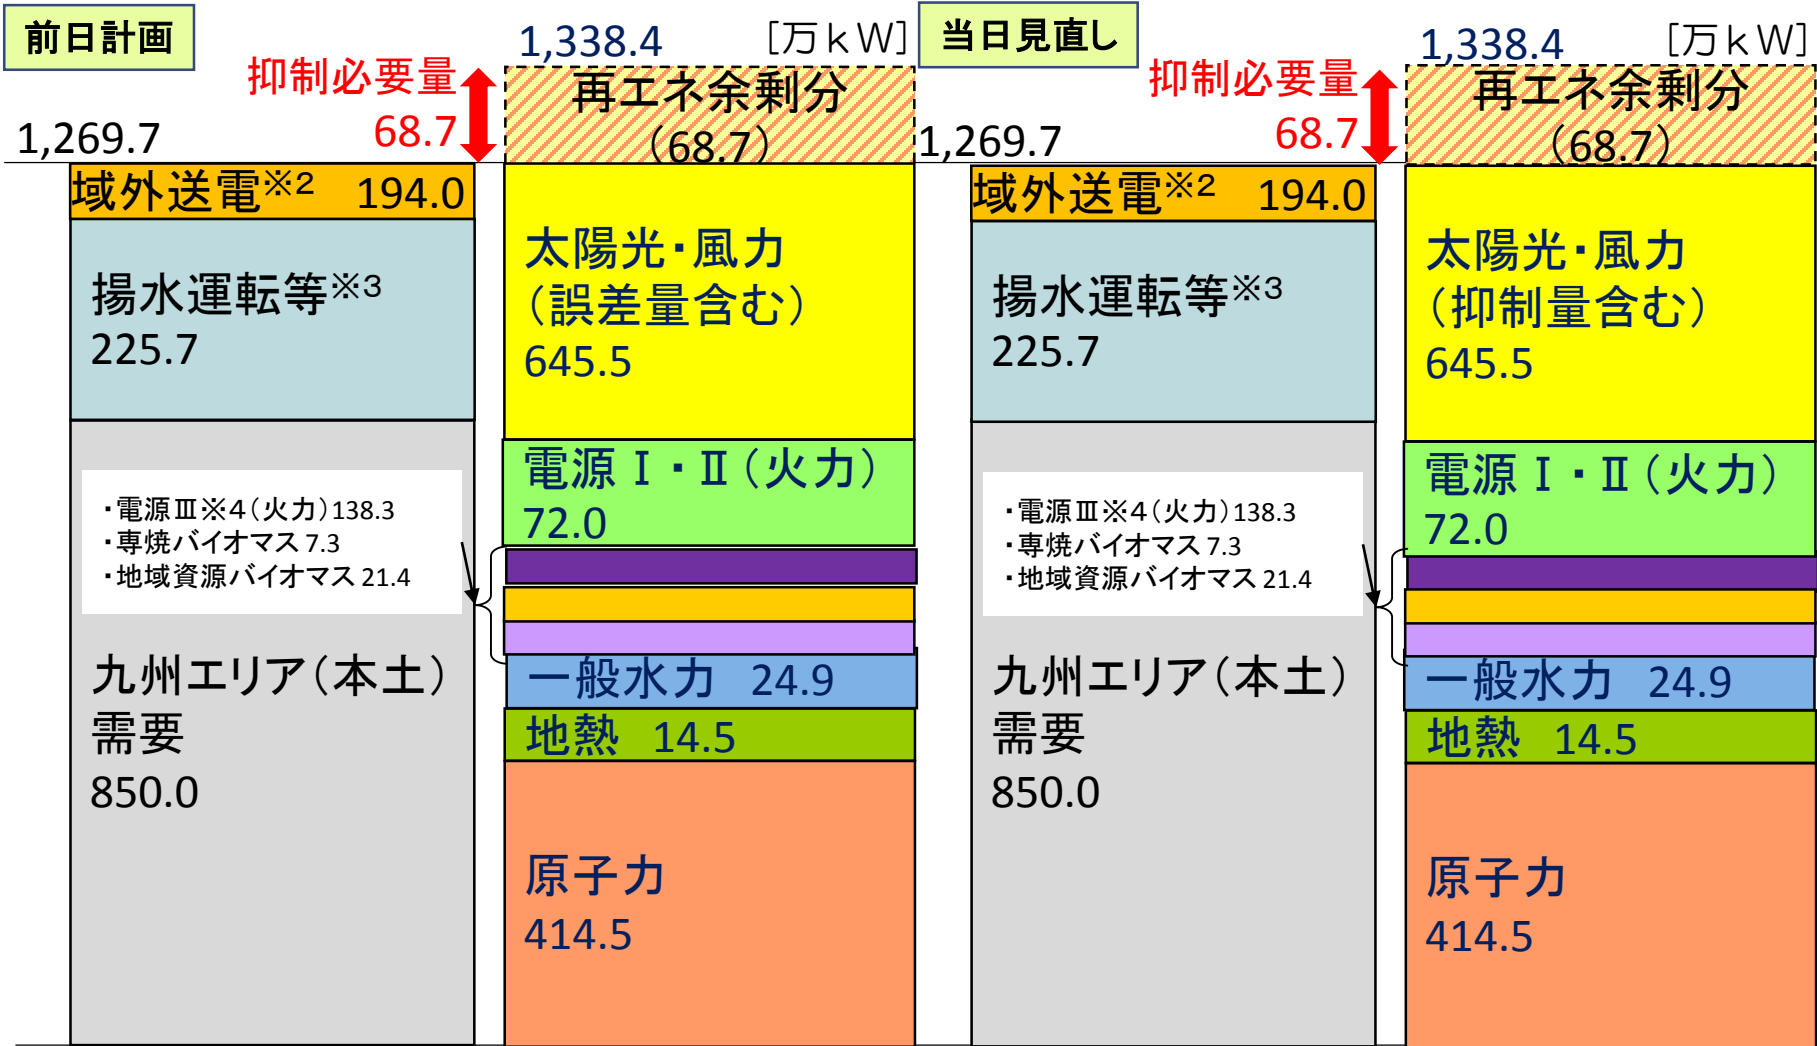 前日計画
1,338.4
[万kW]
抑制必要量
68.7
再エネ余剰分
(68.7)
1,269.7
域外送電※2 194.0
揚水運転等※3
225.7
・電源Ⅲ※4(火力)138.3
・専焼バイオマス 7.3
・地域資源バイオマス 21.4
九州エリア(本土)
需要
850.0
太陽光・風力
(誤差量含む)
645.5
電源Ⅰ・Ⅱ(火力)
72.0
一般水力 24.9
地熱 14.5
原子力
414.5
当日見直し
1,338.4
[万kW]
抑制必要量
68.7
再エネ余剰分
(68.7)
1,269.7
域外送電※2 194.0
揚水運転等※3
225.7
・電源Ⅲ※4(火力)138.3
・専焼バイオマス 7.3
・地域資源バイオマス 21.4
九州エリア(本土)
需要
850.0
太陽光・風力
(抑制量含む)
645.5
電源Ⅰ・Ⅱ(火力)
72.0
一般水力 24.9
地熱 14.5
原子力
414.5